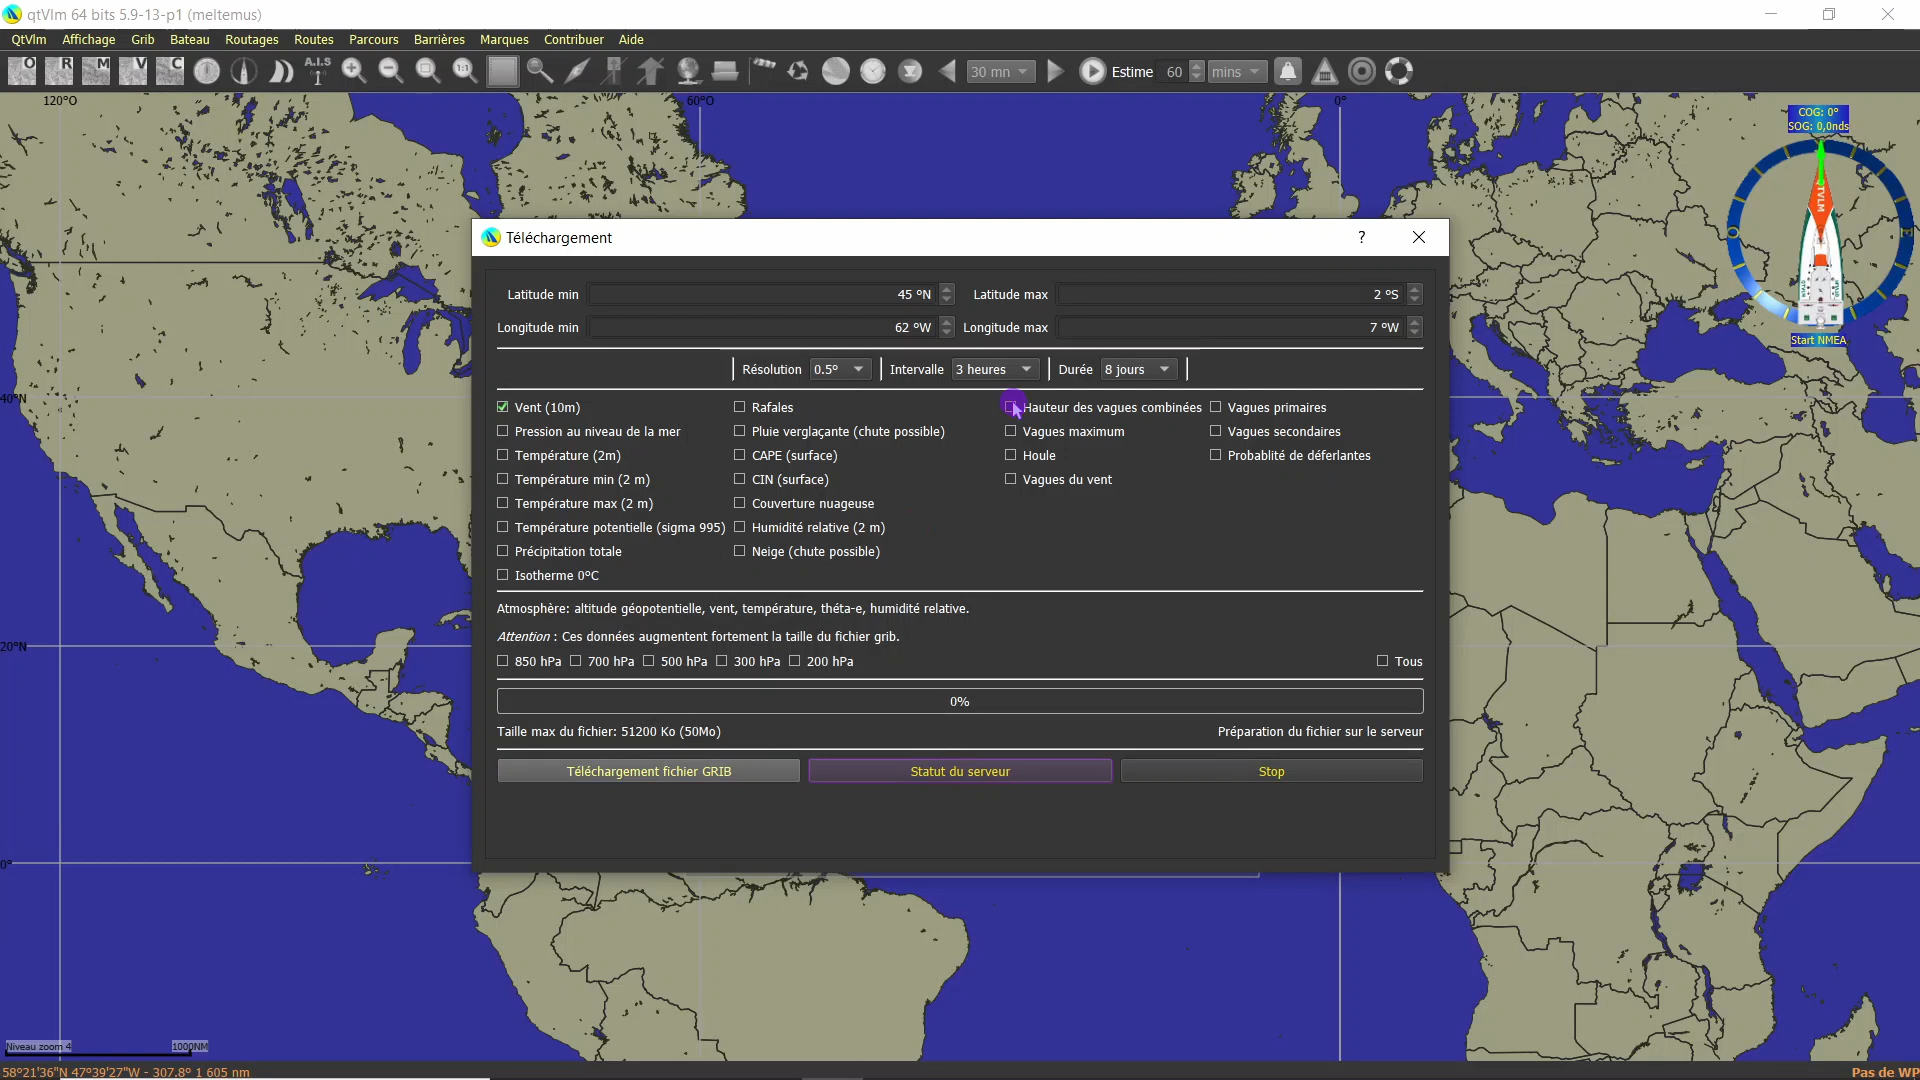 qtVlm 64 bits 5.9-13-p1 (meltemus)
QtVlm Affichage Grib Bateau Routages Routes Parcours Barrières Marques Contribuer Aide
O R M V C A.I.S 1:1 30 mn Estime 60 mins
120°O 60°O 0°
COG: 0°
SOG: 0,0nds
O E
QTVLM
Start NMEA
Téléchargement ?
Latitude min 45 ºN Latitude max 2 ºS
Longitude min 62 ºW Longitude max 7 ºW
Résolution 0.5º Intervalle 3 heures Durée 8 jours
Vent (10m) Rafales Hauteur des vagues combinées Vagues primaires
Pression au niveau de la mer Pluie verglaçante (chute possible) Vagues maximum Vagues secondaires
Température (2m) CAPE (surface) Houle Probablité de déferlantes
Température min (2 m) CIN (surface) Vagues du vent
Température max (2 m) Couverture nuageuse
Température potentielle (sigma 995) Humidité relative (2 m)
Précipitation totale Neige (chute possible)
Isotherme 0ºC
Atmosphère: altitude géopotentielle, vent, température, théta-e, humidité relative.
Attention : Ces données augmentent fortement la taille du fichier grib.
850 hPa 700 hPa 500 hPa 300 hPa 200 hPa Tous
0%
Taille max du fichier: 51200 Ko (50Mo) Préparation du fichier sur le serveur
Téléchargement fichier GRIB Statut du serveur Stop
40°N
20°N
0°
Niveau zoom 4 1000NM
58°21'36"N 47°39'27"W - 307.8° 1 605 nm Pas de WP